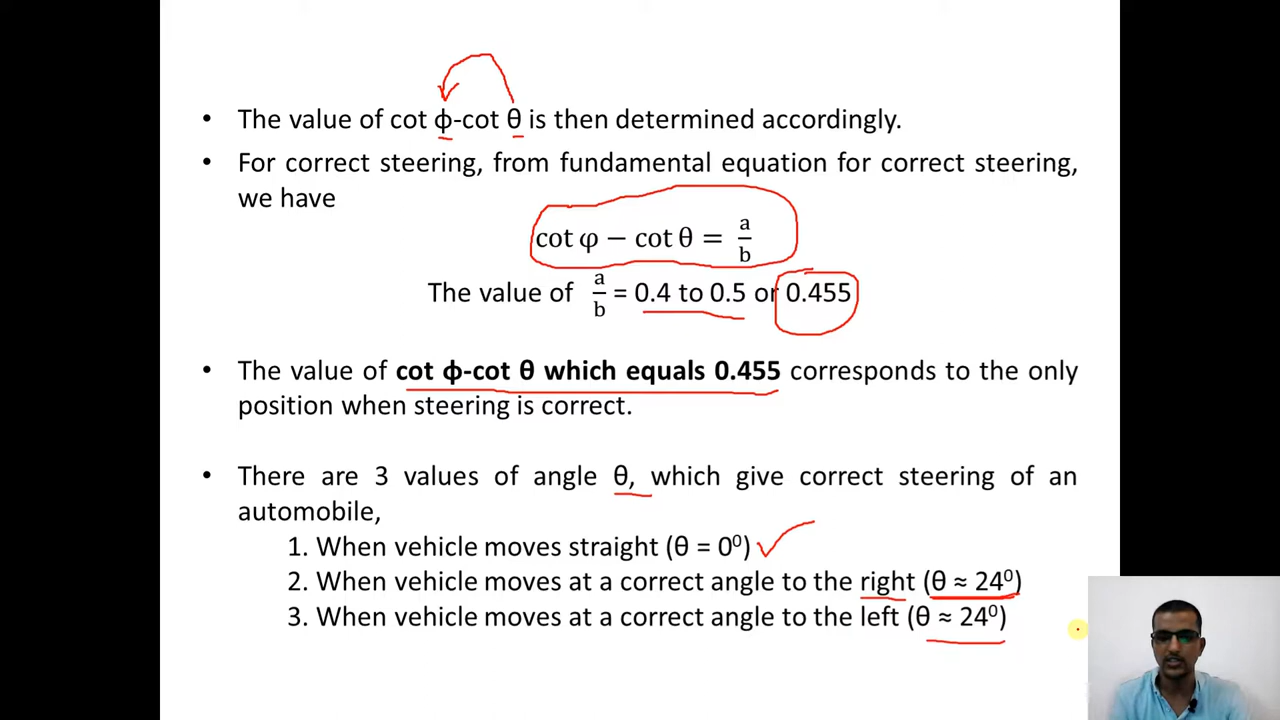 • The value of cot ϕ-cot θ is then determined accordingly.
• For correct steering, from fundamental equation for correct steering,
we have
cot φ − cot θ = a/b
The value of a/b = 0.4 to 0.5 or 0.455
• The value of cot ϕ-cot θ which equals 0.455 corresponds to the only
position when steering is correct.
• There are 3 values of angle θ, which give correct steering of an
automobile,
1. When vehicle moves straight (θ = 0⁰)
2. When vehicle moves at a correct angle to the right (θ ≈ 24⁰)
3. When vehicle moves at a correct angle to the left (θ ≈ 24⁰)